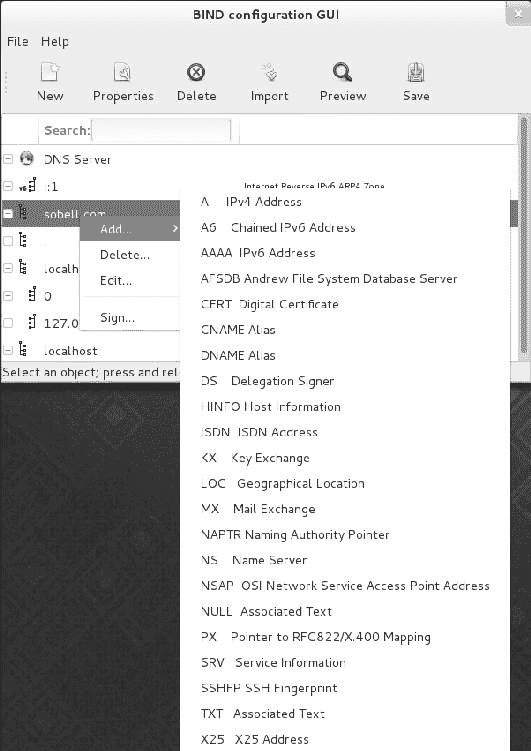 BIND configuration GUI
File Help
New Properties Delete Import Preview Save
Search:
DNS Server
::1 Internet Reverse IPv6 ARPA Zone
sobell.com
.
localh
0
127.0
localhost
Select an object; press and rel
Add...
Delete...
Edit...
Sign...
A IPv4 Address
A6 Chained IPv6 Address
AAAA IPv6 Address
AFSDB Andrew File System Database Server
CERT Digital Certificate
CNAME Alias
DNAME Alias
DS Delegation Signer
HINFO Host Information
ISDN ISDN Address
KX Key Exchange
LOC Geographical Location
MX Mail Exchange
NAPTR Naming Authority Pointer
NS Name Server
NSAP OSI Network Service Access Point Address
NULL Associated Text
PX Pointer to RFC822/X.400 Mapping
SRV Service Information
SSHFP SSH Fingerprint
TXT Associated Text
X25 X25 Address